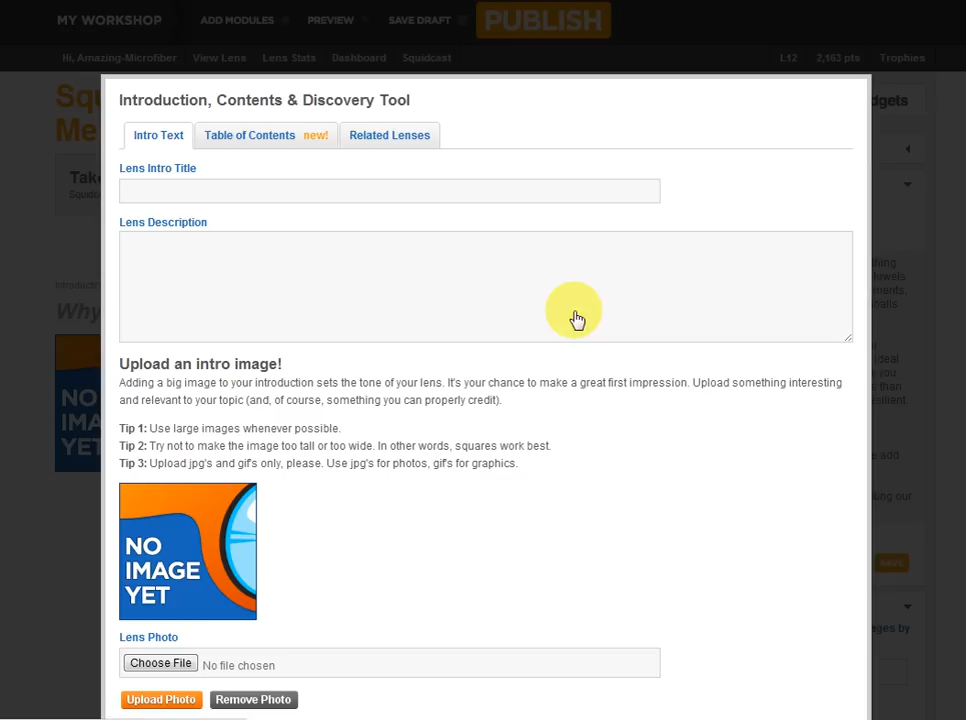 MY WORKSHOP ADD MODULES PREVIEW SAVE DRAFT PUBLISH
Hi, Amazing-Microfiber View Lens Lens Stats Dashboard Squidcast L12 2,163 pts Trophies
Introduction, Contents & Discovery Tool
Intro Text Table of Contents new! Related Lenses
Lens Intro Title
Lens Description
Upload an intro image!
Adding a big image to your introduction sets the tone of your lens. It's your chance to make a great first impression. Upload something interesting
and relevant to your topic (and, of course, something you can properly credit).
Tip 1: Use large images whenever possible.
Tip 2: Try not to make the image too tall or too wide. In other words, squares work best.
Tip 3: Upload jpg's and gif's only, please. Use jpg's for photos, gif's for graphics.
NO
IMAGE
YET
Lens Photo
Choose File No file chosen
Upload Photo Remove Photo
Why
NO
SAVE